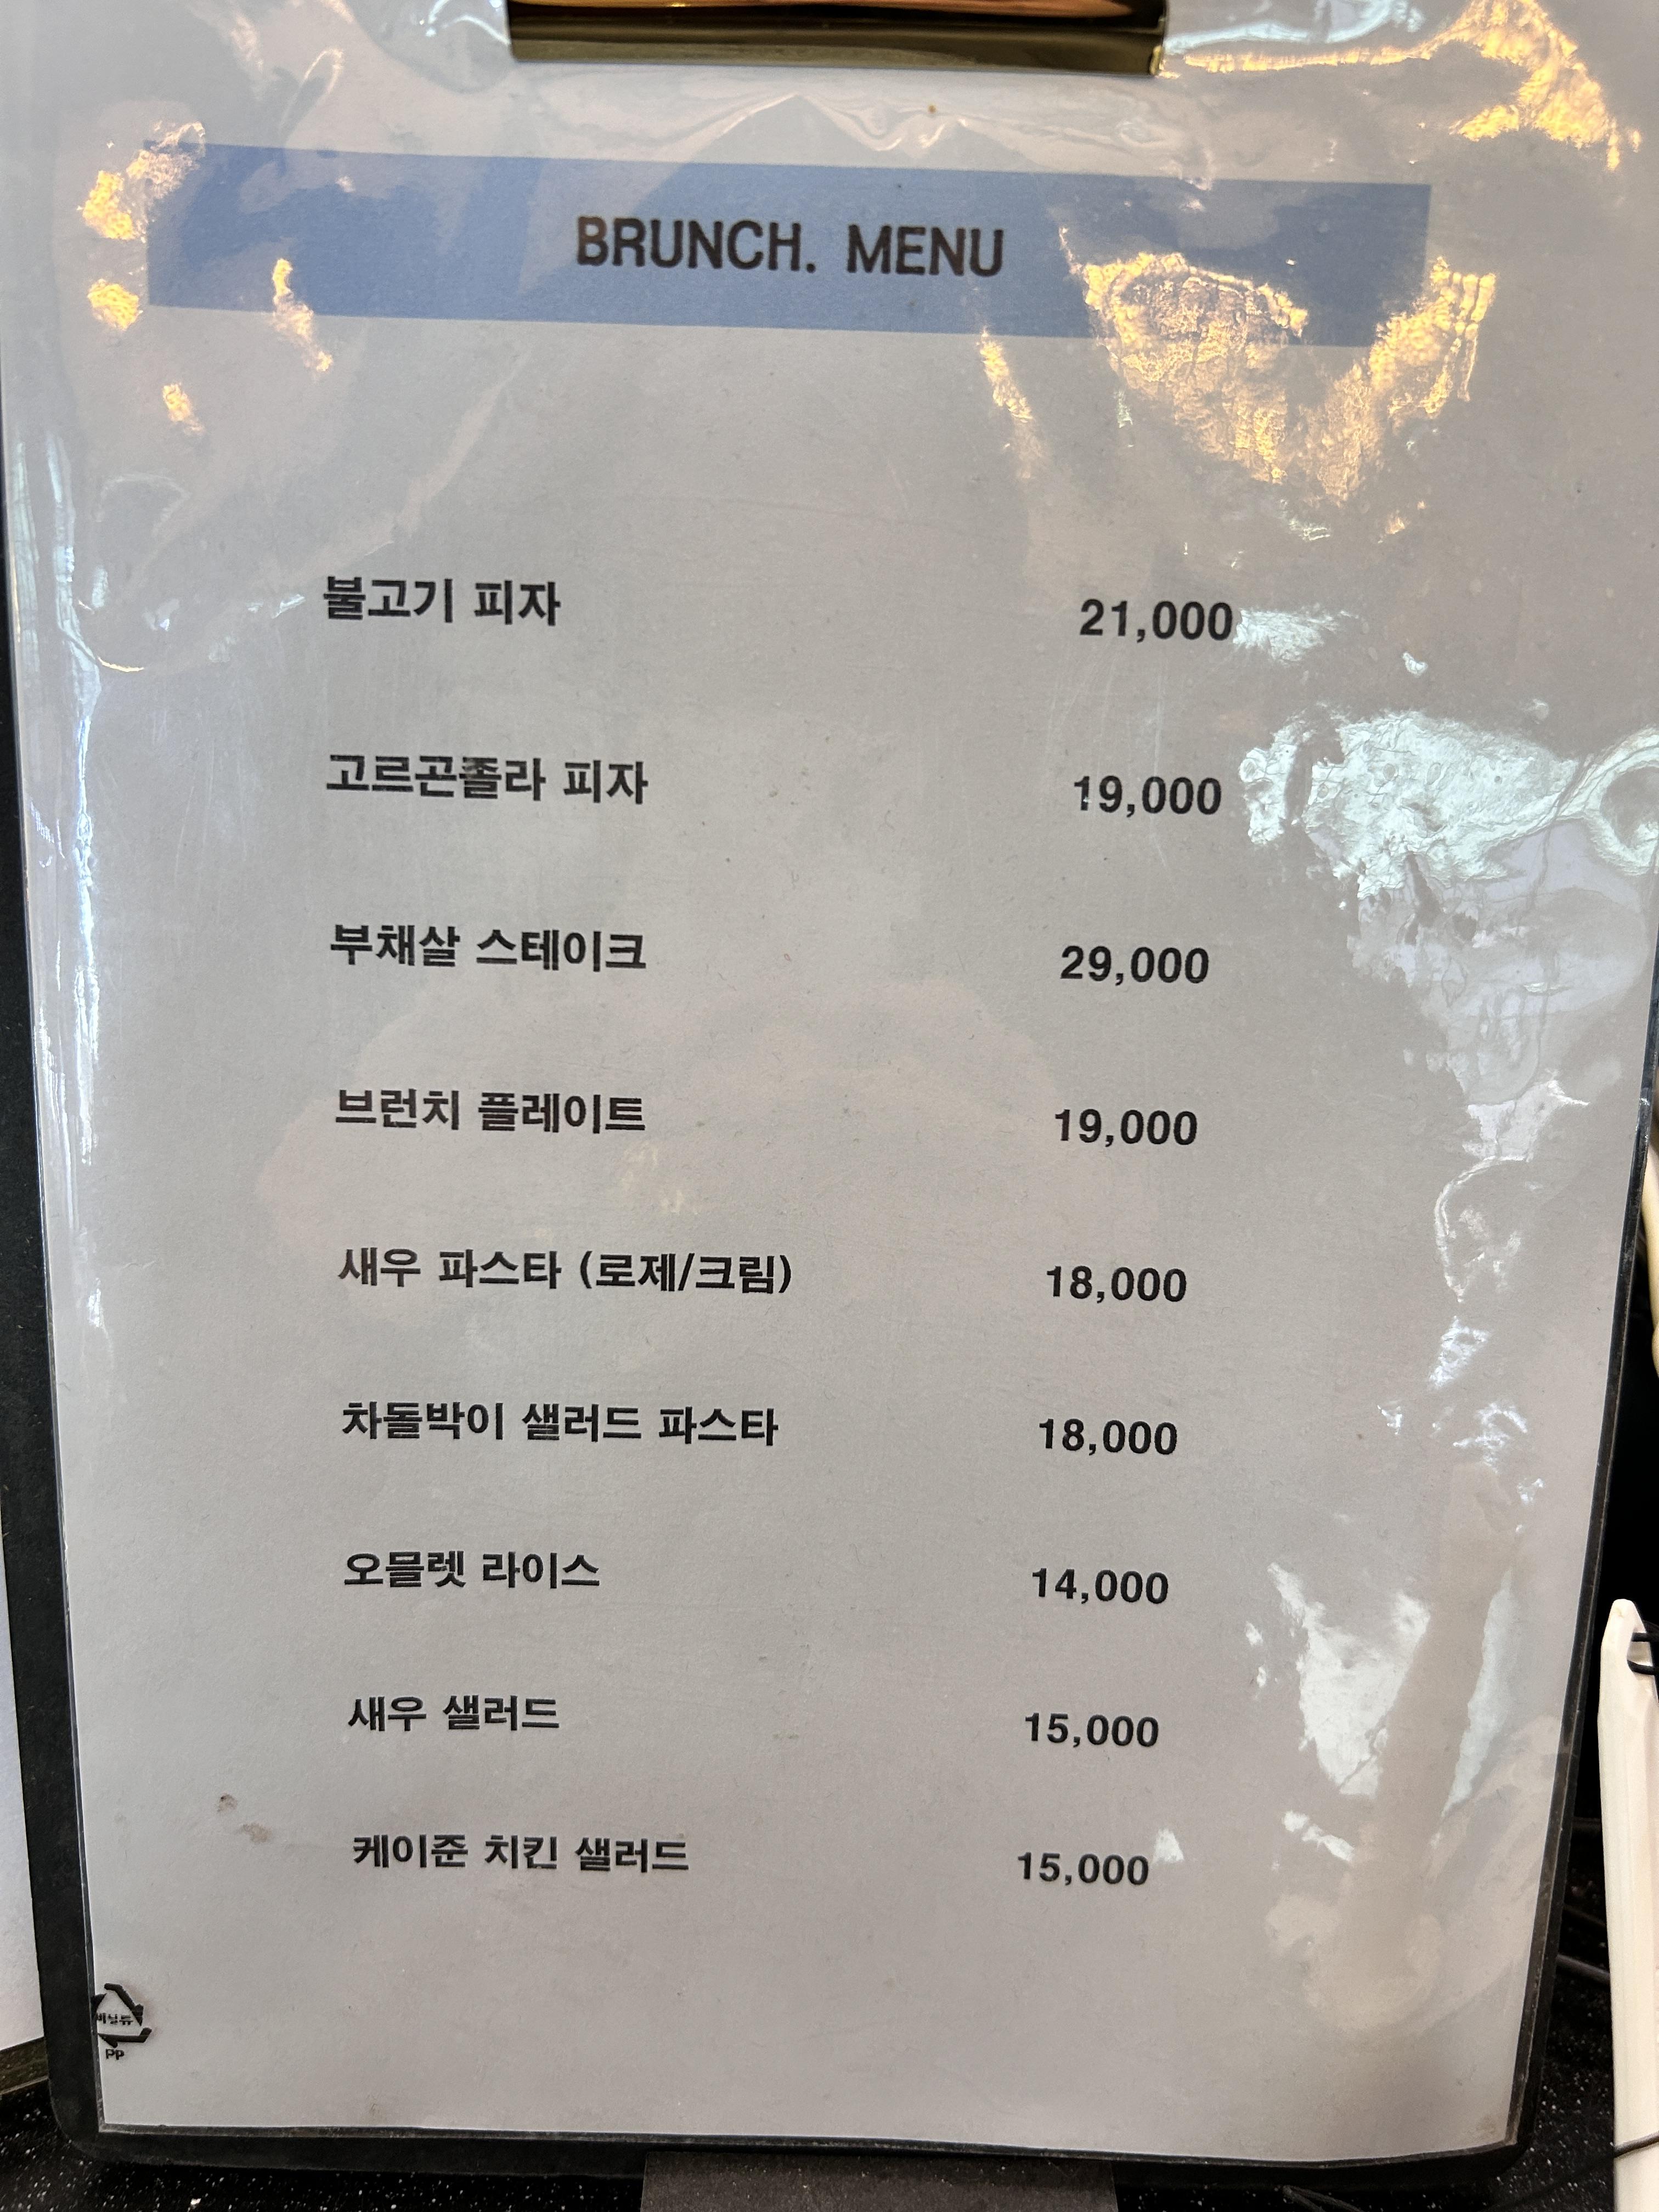 BRUNCH. MENU
불고기 피자 21,000
고르곤졸라 피자 19,000
부채살 스테이크 29,000
브런치 플레이트 19,000
새우 파스타 (로제/크림) 18,000
차돌박이 샐러드 파스타 18,000
오믈렛 라이스 14,000
새우 샐러드 15,000
케이준 치킨 샐러드 15,000
비닐류
PP